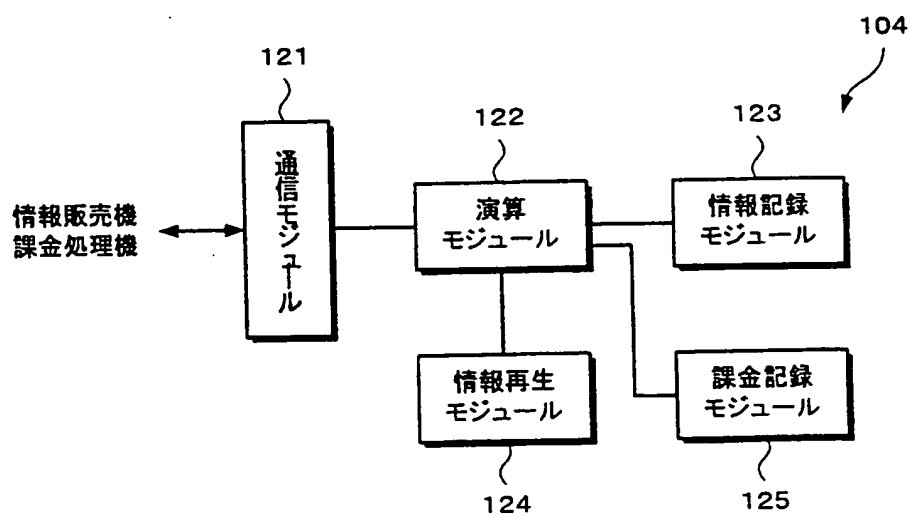 104
121
通信モジュール
122
演算
モジュール
123
情報記録
モジュール
情報販売機
課金処理機
情報再生
モジュール
124
課金記録
モジュール
125